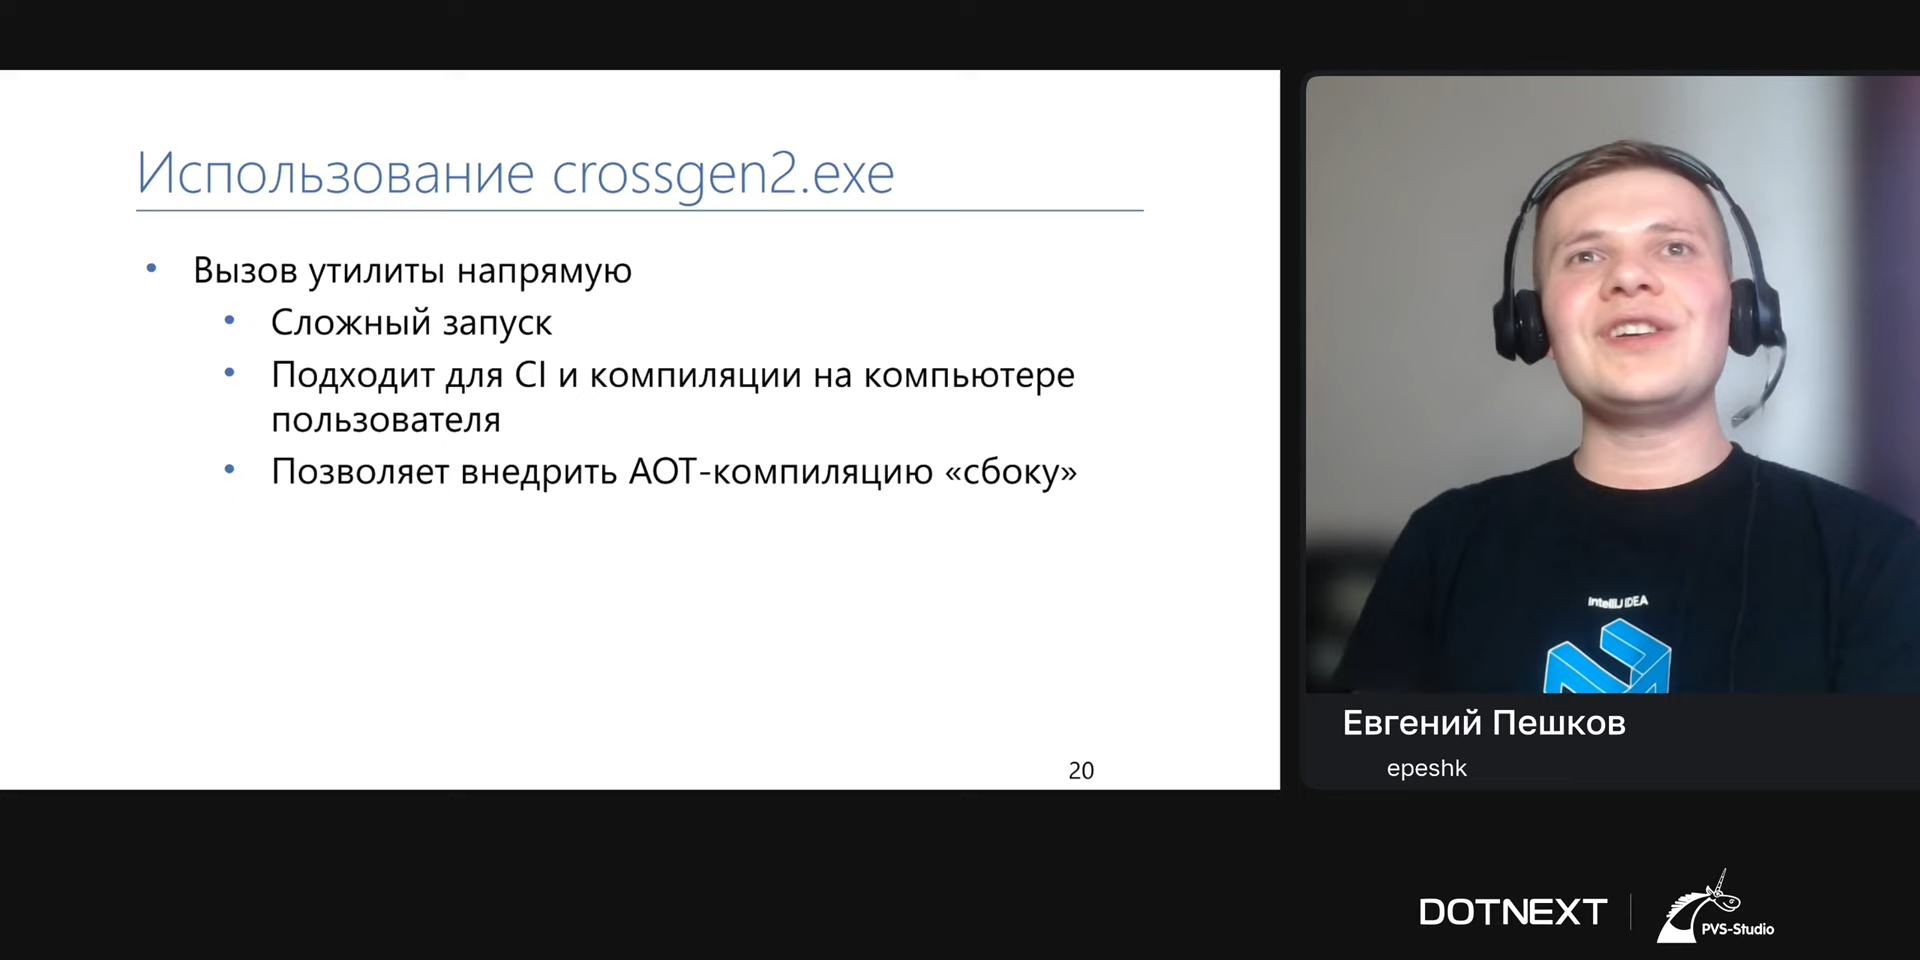 Использование crossgen2.exe
• Вызов утилиты напрямую
• Сложный запуск
• Подходит для CI и компиляции на компьютере
пользователя
• Позволяет внедрить AOT-компиляцию «сбоку»
20
IntelliJ IDEA
Евгений Пешков
epeshk
DOTNEXT
PVS-Studio